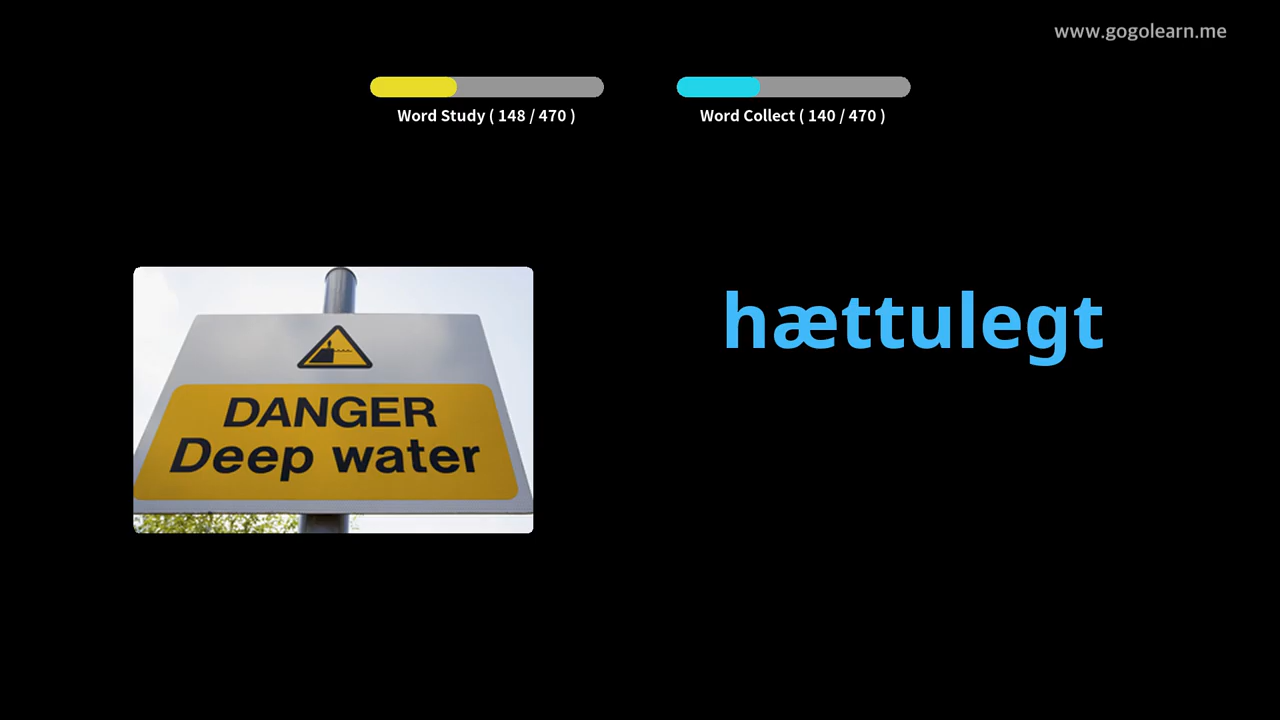 www.gogolearn.me
Word Study ( 148 / 470 )
Word Collect ( 140 / 470 )
DANGER
Deep water
hættulegt